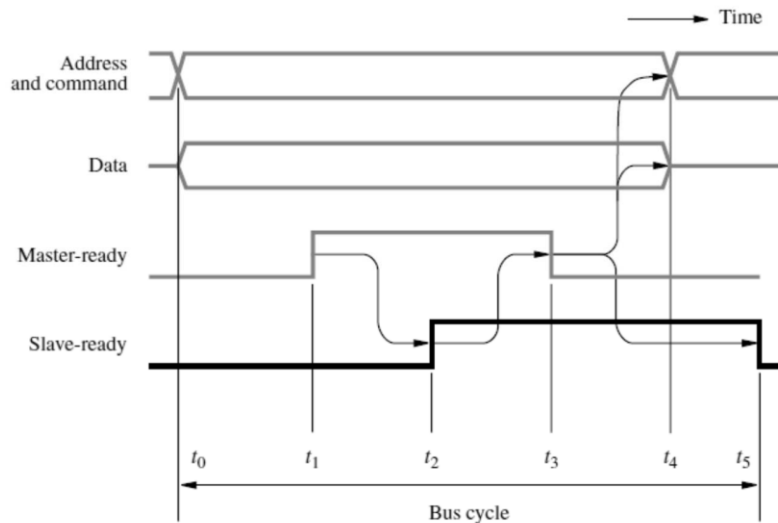 Time
Address
and command
Data
Master-ready
Slave-ready
t0 t1 t2 t3 t4 t5
Bus cycle